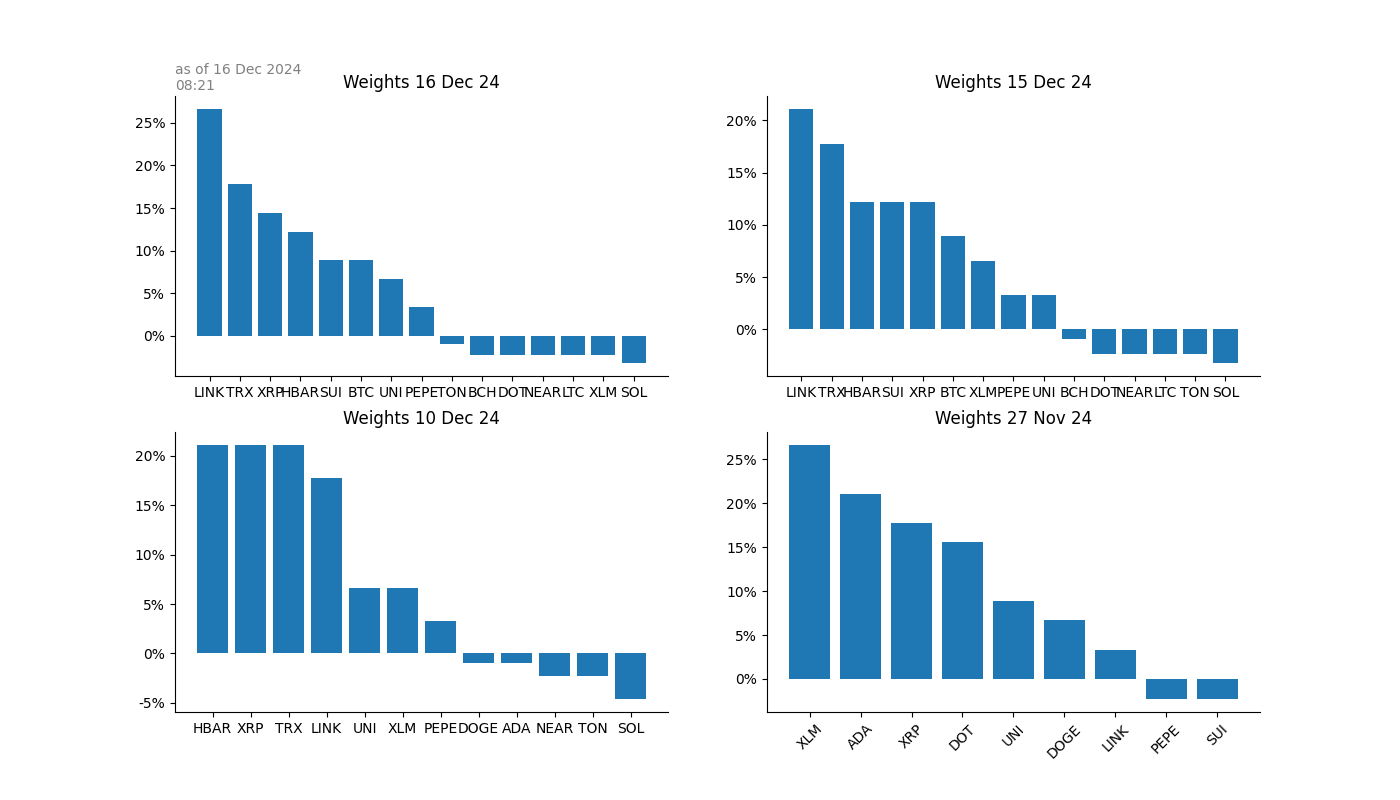 as of 16 Dec 2024
08:21
Weights 16 Dec 24
25%
20%
15%
10%
5%
0%
LINK TRX XRP HBAR SUI BTC UNI PEPE TON BCH DOT NEAR LTC XLM SOL
Weights 15 Dec 24
20%
15%
10%
5%
0%
LINK TRX HBAR SUI XRP BTC XLM PEPE UNI BCH DOT NEAR LTC TON SOL
Weights 10 Dec 24
20%
15%
10%
5%
0%
-5%
HBAR XRP TRX LINK UNI XLM PEPE DOGE ADA NEAR TON SOL
Weights 27 Nov 24
25%
20%
15%
10%
5%
0%
XLM ADA XRP DOT UNI DOGE LINK PEPE SUI